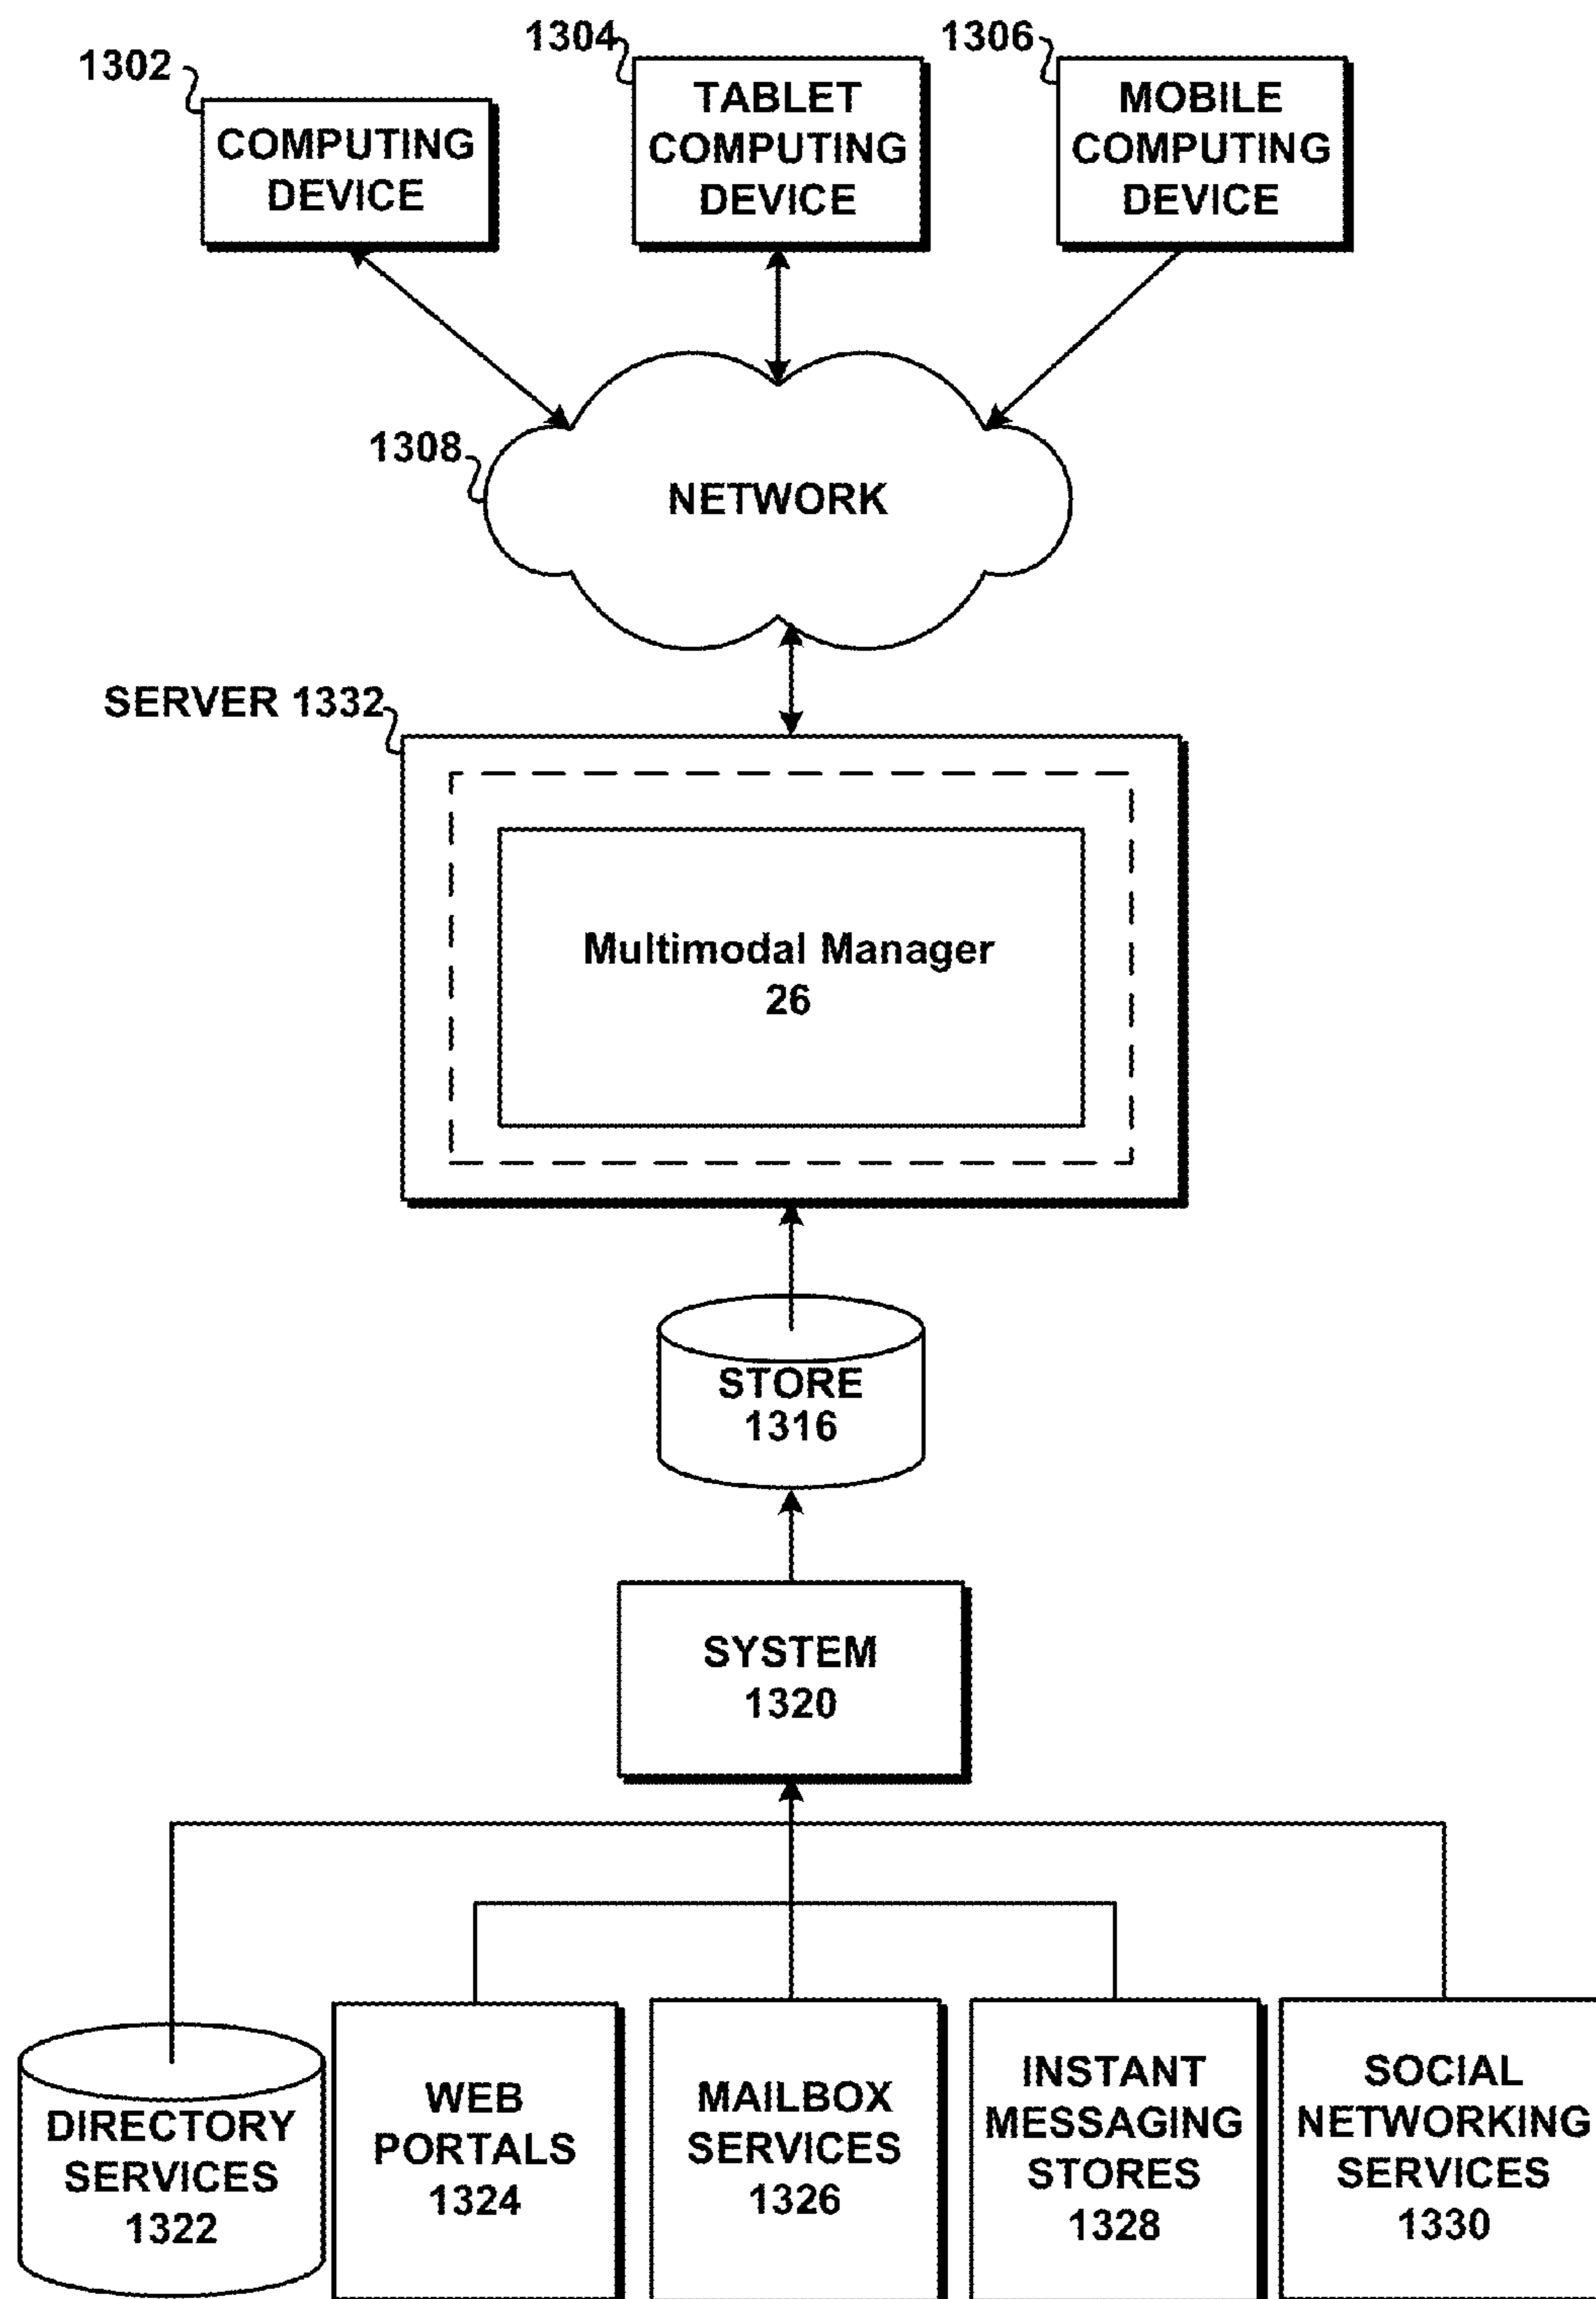 1302
COMPUTING
DEVICE
1304
TABLET
COMPUTING
DEVICE
1306
MOBILE
COMPUTING
DEVICE
1308
NETWORK
SERVER 1332
Multimodal Manager
26
STORE
1316
SYSTEM
1320
DIRECTORY
SERVICES
1322
WEB
PORTALS
1324
MAILBOX
SERVICES
1326
INSTANT
MESSAGING
STORES
1328
SOCIAL
NETWORKING
SERVICES
1330